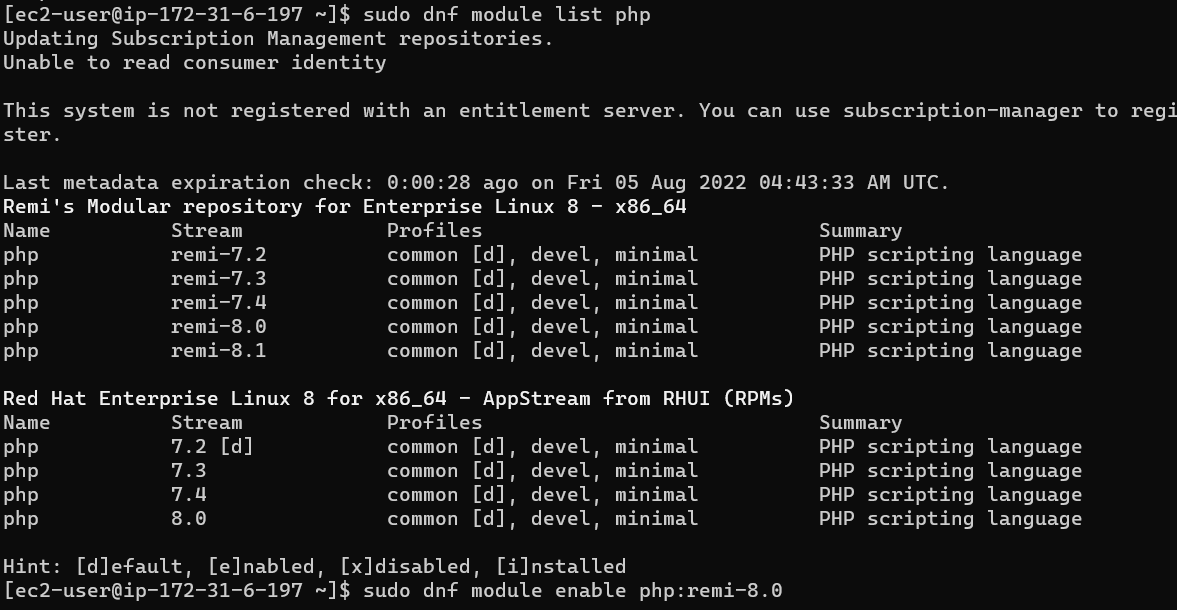 [ec2-user@ip-172-31-6-197 ~]$ sudo dnf module list php
Updating Subscription Management repositories.
Unable to read consumer identity
This system is not registered with an entitlement server. You can use subscription-manager to regi
ster.
Last metadata expiration check: 0:00:28 ago on Fri 05 Aug 2022 04:43:33 AM UTC.
Remi's Modular repository for Enterprise Linux 8 - x86_64
Name Stream Profiles Summary
php remi-7.2 common [d], devel, minimal PHP scripting language
php remi-7.3 common [d], devel, minimal PHP scripting language
php remi-7.4 common [d], devel, minimal PHP scripting language
php remi-8.0 common [d], devel, minimal PHP scripting language
php remi-8.1 common [d], devel, minimal PHP scripting language
Red Hat Enterprise Linux 8 for x86_64 - AppStream from RHUI (RPMs)
Name Stream Profiles Summary
php 7.2 [d] common [d], devel, minimal PHP scripting language
php 7.3 common [d], devel, minimal PHP scripting language
php 7.4 common [d], devel, minimal PHP scripting language
php 8.0 common [d], devel, minimal PHP scripting language
Hint: [d]efault, [e]nabled, [x]disabled, [i]nstalled
[ec2-user@ip-172-31-6-197 ~]$ sudo dnf module enable php:remi-8.0